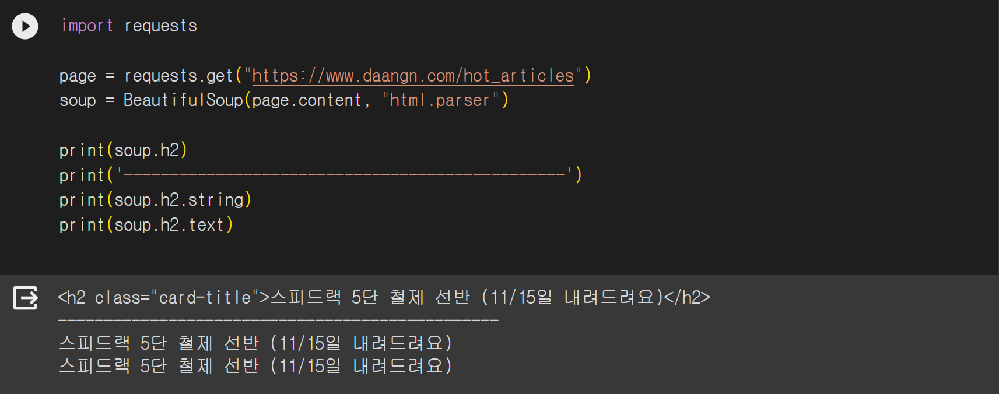 import requests
page = requests.get("https://www.daangn.com/hot_articles")
soup = BeautifulSoup(page.content, "html.parser")
print(soup.h2)
print('------------------------------------------------')
print(soup.h2.string)
print(soup.h2.text)
<h2 class="card-title">스피드랙 5단 철제 선반 (11/15일 내려드려요)</h2>
------------------------------------------------
스피드랙 5단 철제 선반 (11/15일 내려드려요)
스피드랙 5단 철제 선반 (11/15일 내려드려요)